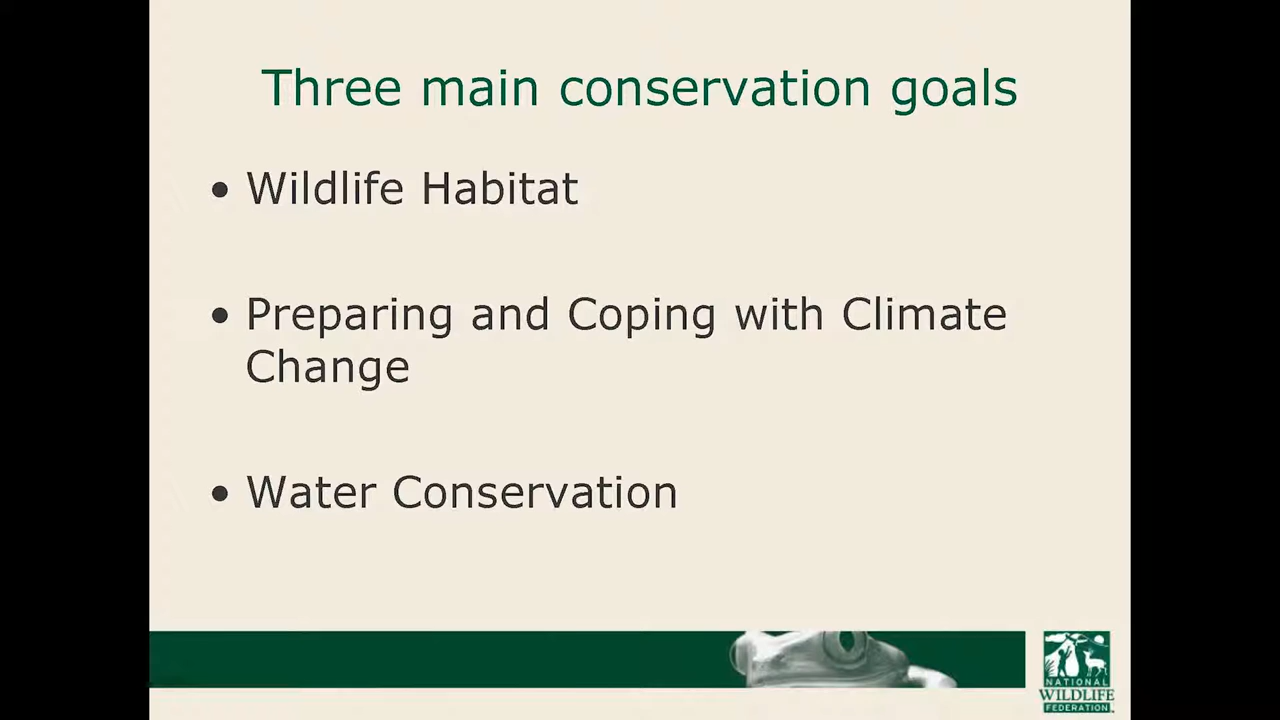 Three main conservation goals
• Wildlife Habitat
• Preparing and Coping with Climate
Change
• Water Conservation
NATIONAL
WILDLIFE
FEDERATION